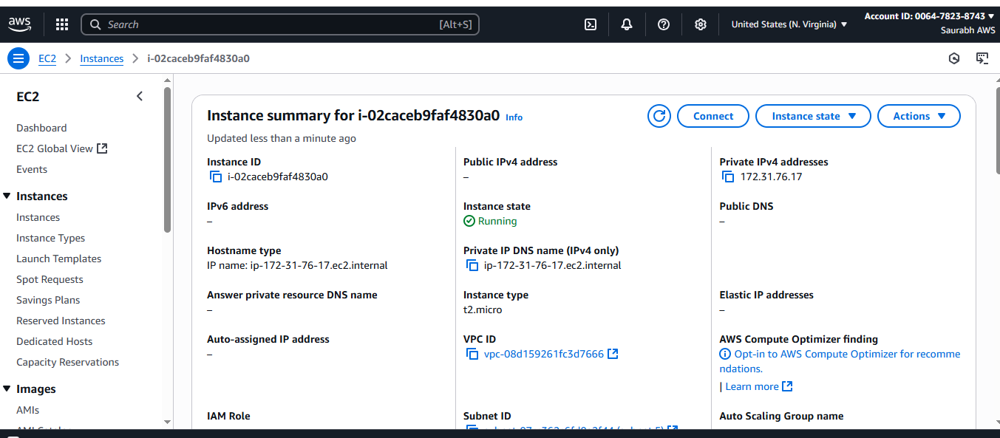 aws
Search
[Alt+S]
United States (N. Virginia)
Account ID: 0064-7823-8743
Saurabh AWS
EC2
Instances
i-02caceb9faf4830a0
EC2
Dashboard
EC2 Global View
Events
Instances
Instances
Instance Types
Launch Templates
Spot Requests
Savings Plans
Reserved Instances
Dedicated Hosts
Capacity Reservations
Images
AMIs
AMI Catalog
Instance summary for i-02caceb9faf4830a0 Info
Updated less than a minute ago
Connect
Instance state
Actions
Instance ID
i-02caceb9faf4830a0
Public IPv4 address
–
Private IPv4 addresses
172.31.76.17
IPv6 address
–
Instance state
Running
Public DNS
–
Hostname type
IP name: ip-172-31-76-17.ec2.internal
Private IP DNS name (IPv4 only)
ip-172-31-76-17.ec2.internal
Answer private resource DNS name
–
Instance type
t2.micro
Elastic IP addresses
–
Auto-assigned IP address
–
VPC ID
vpc-08d159261fc3d7666
AWS Compute Optimizer finding
Opt-in to AWS Compute Optimizer for recomme
ndations.
| Learn more
IAM Role
Subnet ID
Auto Scaling Group name